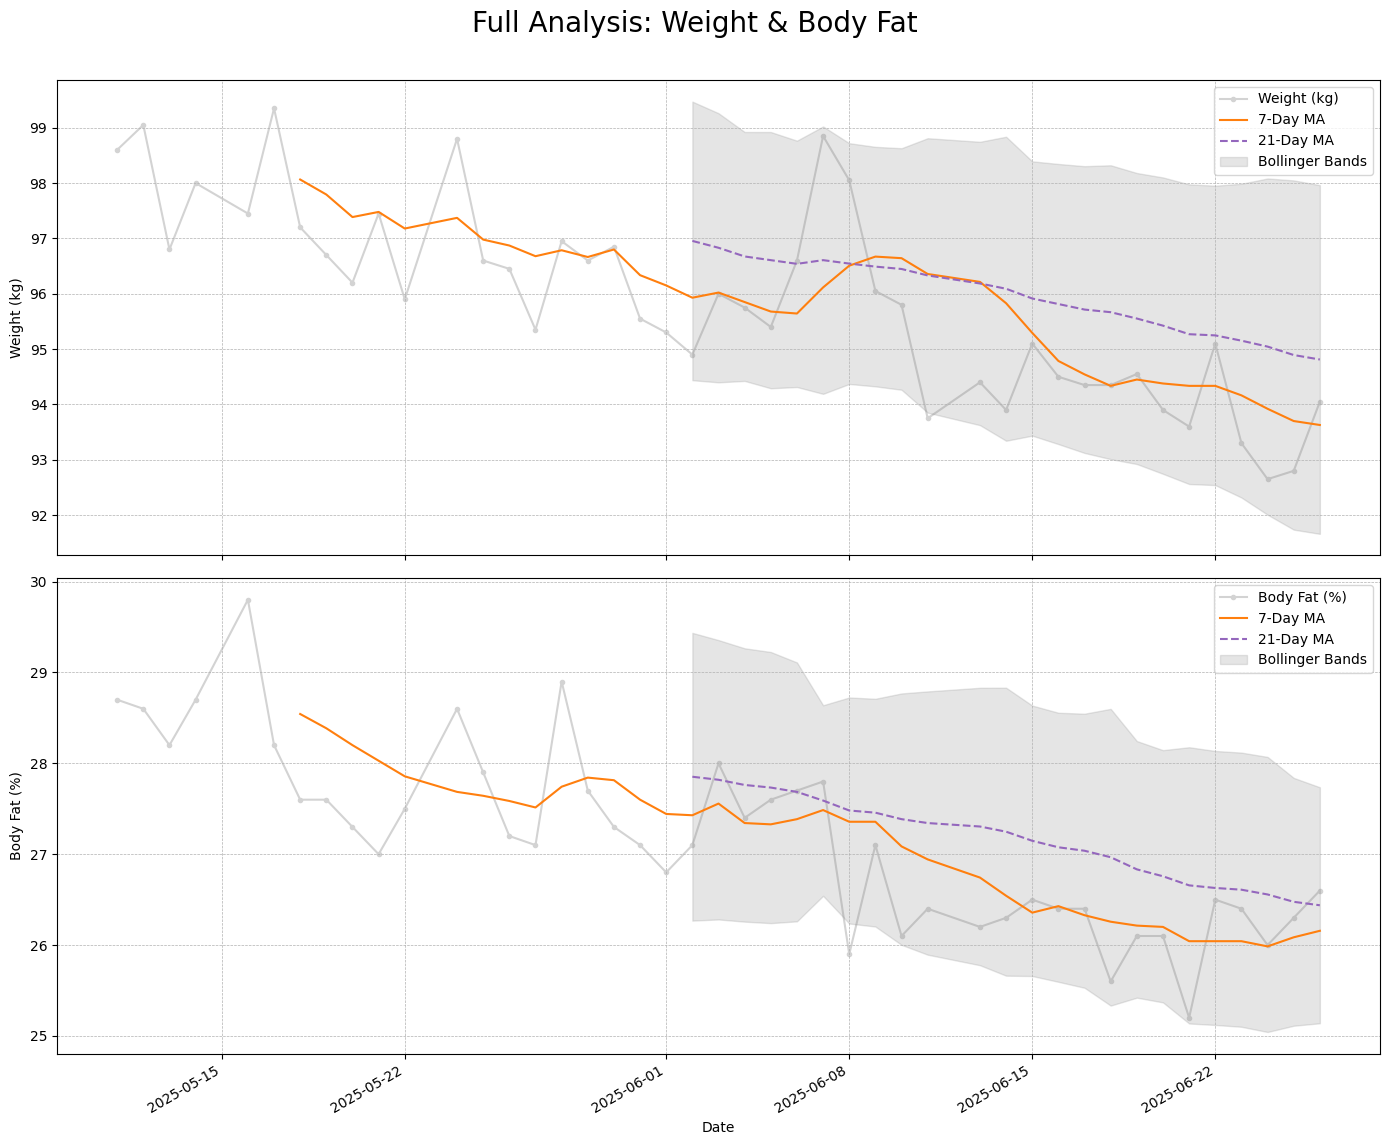 Full Analysis: Weight & Body Fat
Weight (kg)
99
98
97
96
95
94
93
92
Weight (kg)
7-Day MA
21-Day MA
Bollinger Bands
Body Fat (%)
30
29
28
27
26
25
Body Fat (%)
7-Day MA
21-Day MA
Bollinger Bands
2025-05-15
2025-05-22
2025-06-01
2025-06-08
2025-06-15
2025-06-22
Date